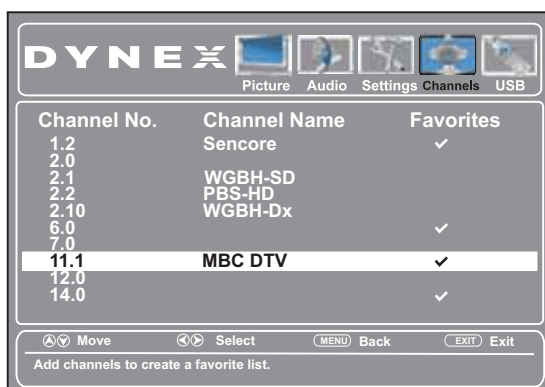 DYNEX
Picture Audio Settings Channels USB
Channel No. Channel Name Favorites
1.2 Sencore ✓
2.0
2.1 WGBH-SD
2.2 PBS-HD
2.10 WGBH-Dx
6.0 ✓
7.0
11.1 MBC DTV ✓
12.0
14.0 ✓
Move Select MENU Back EXIT Exit
Add channels to create a favorite list.